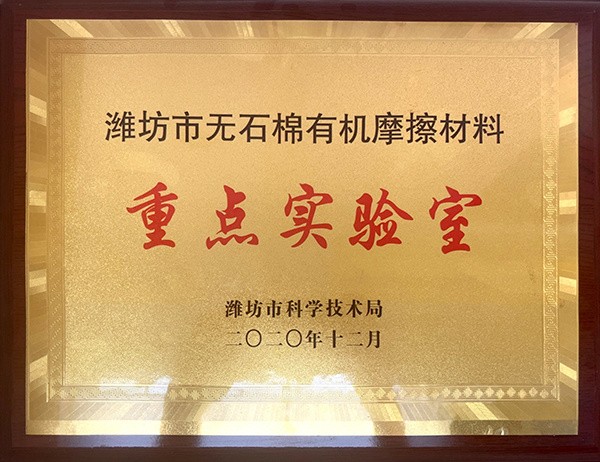 潍坊市无石棉有机摩擦材料
重点实验室
潍坊市科学技术局
二〇二〇年十二月